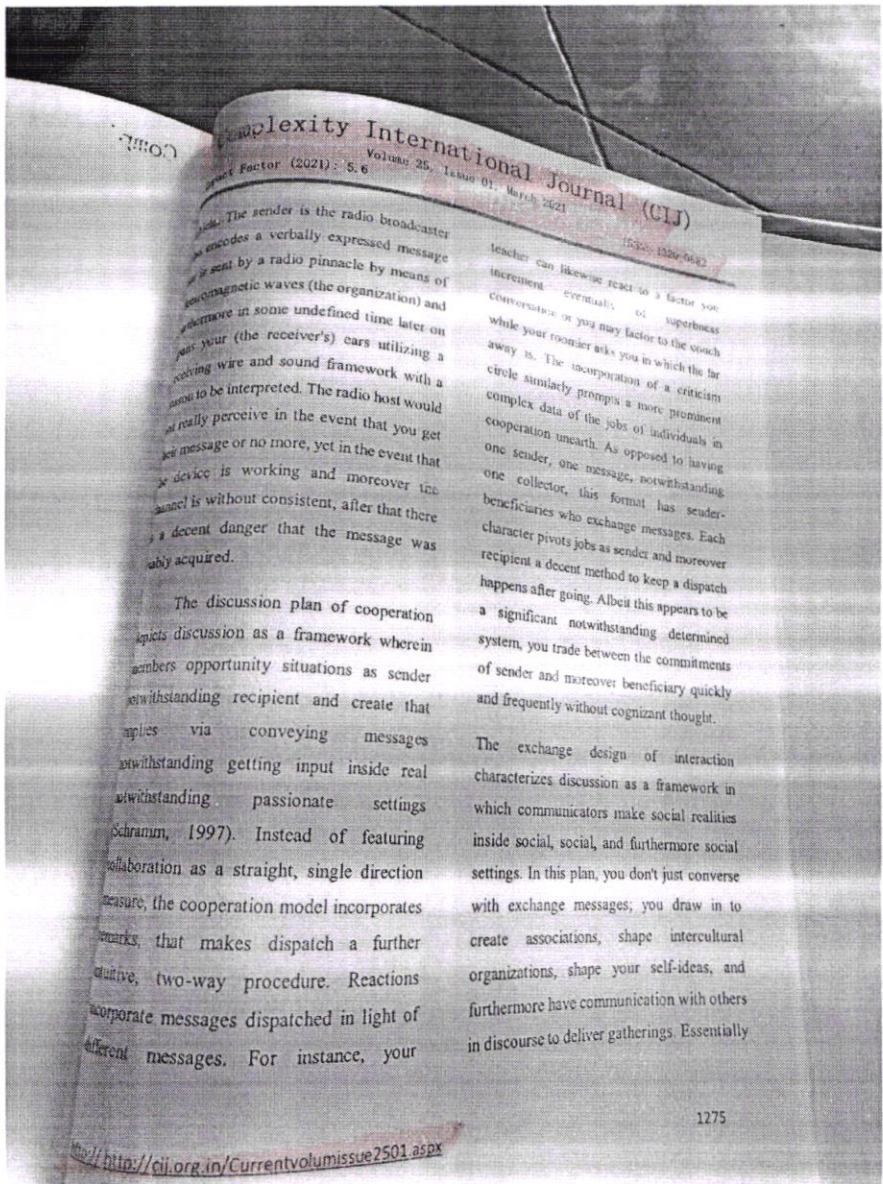 Complexity International Journal (CIJ)
Volume 25, Issue 01, March 2021
Impact Factor (2021): 5.6
The sender is the radio broadcaster
encodes a verbally expressed message
is sent by a radio pinnacle by means of
waves (the organization) and
in some undefined time later on
your (the receiver's) ears utilizing a
wire and sound framework with a
to be interpreted. The radio host would
really perceive in the event that you get
message or no more, yet in the event that
device is working and moreover
is without consistent, after that there
a decent danger that the message was
acquired.
The discussion plan of cooperation
discussion as a framework wherein
opportunity situations as sender
notwithstanding recipient and create that
via conveying messages
notwithstanding getting input inside real
notwithstanding passionate settings
(Schramm, 1997). Instead of featuring
collaboration as a straight, single direction
measure, the cooperation model incorporates
remarks, that makes dispatch a further
intuitive, two-way procedure. Reactions
incorporate messages dispatched in light of
different messages. For instance, your
teacher can likewise react to a factor you
increment eventually of superbness
conversation or you may factor to the couch
while your roomier asks you in which the far
away is. The incorporation of a criticism
circle similarly prompts a more prominent
complex data of the jobs of individuals in
cooperation unearth. As opposed to having
one sender, one message, notwithstanding
one collector, this format has sender-
beneficiaries who exchange messages. Each
character pivots jobs as sender and moreover
recipient a decent method to keep a dispatch
happens after going. Albeit this appears to be
a significant notwithstanding determined
system, you trade between the commitments
of sender and moreover beneficiary quickly
and frequently without cognizant thought.
The exchange design of interaction
characterizes discussion as a framework in
which communicators make social realities
inside social, social, and furthermore social
settings. In this plan, you don't just converse
with exchange messages; you draw in to
create associations, shape intercultural
organizations, shape your self-ideas, and
furthermore have communication with others
in discourse to deliver gatherings. Essentially
1275
http://cij.org.in/Currentvolumissue2501.aspx